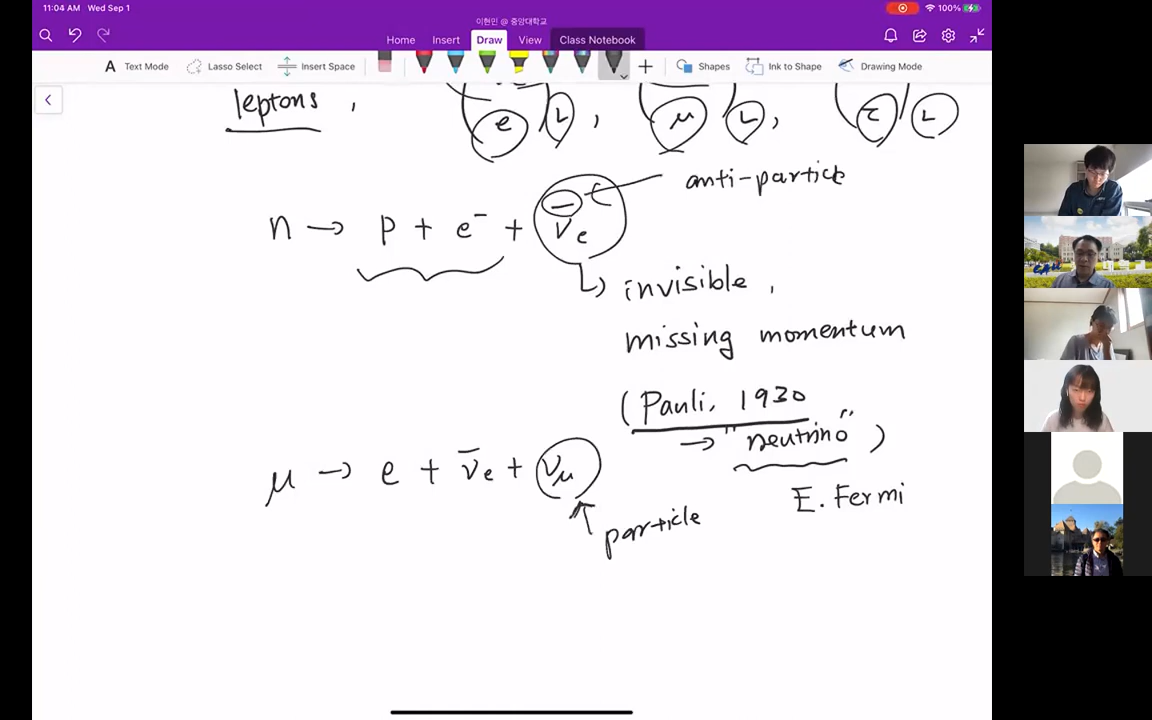 11:04 AM Wed Sep 1
100%
이현민 @ 중앙대학교
Home Insert Draw View Class Notebook
Text Mode Lasso Select Insert Space Shapes Ink to Shape Drawing Mode
leptons ,
e L , μ L , τ L
anti-particle
n → p + e⁻ + ν̄e
invisible ,
missing momentum
(Pauli, 1930
→ "neutrino")
μ → e + ν̄e + νμ
E. Fermi
particle